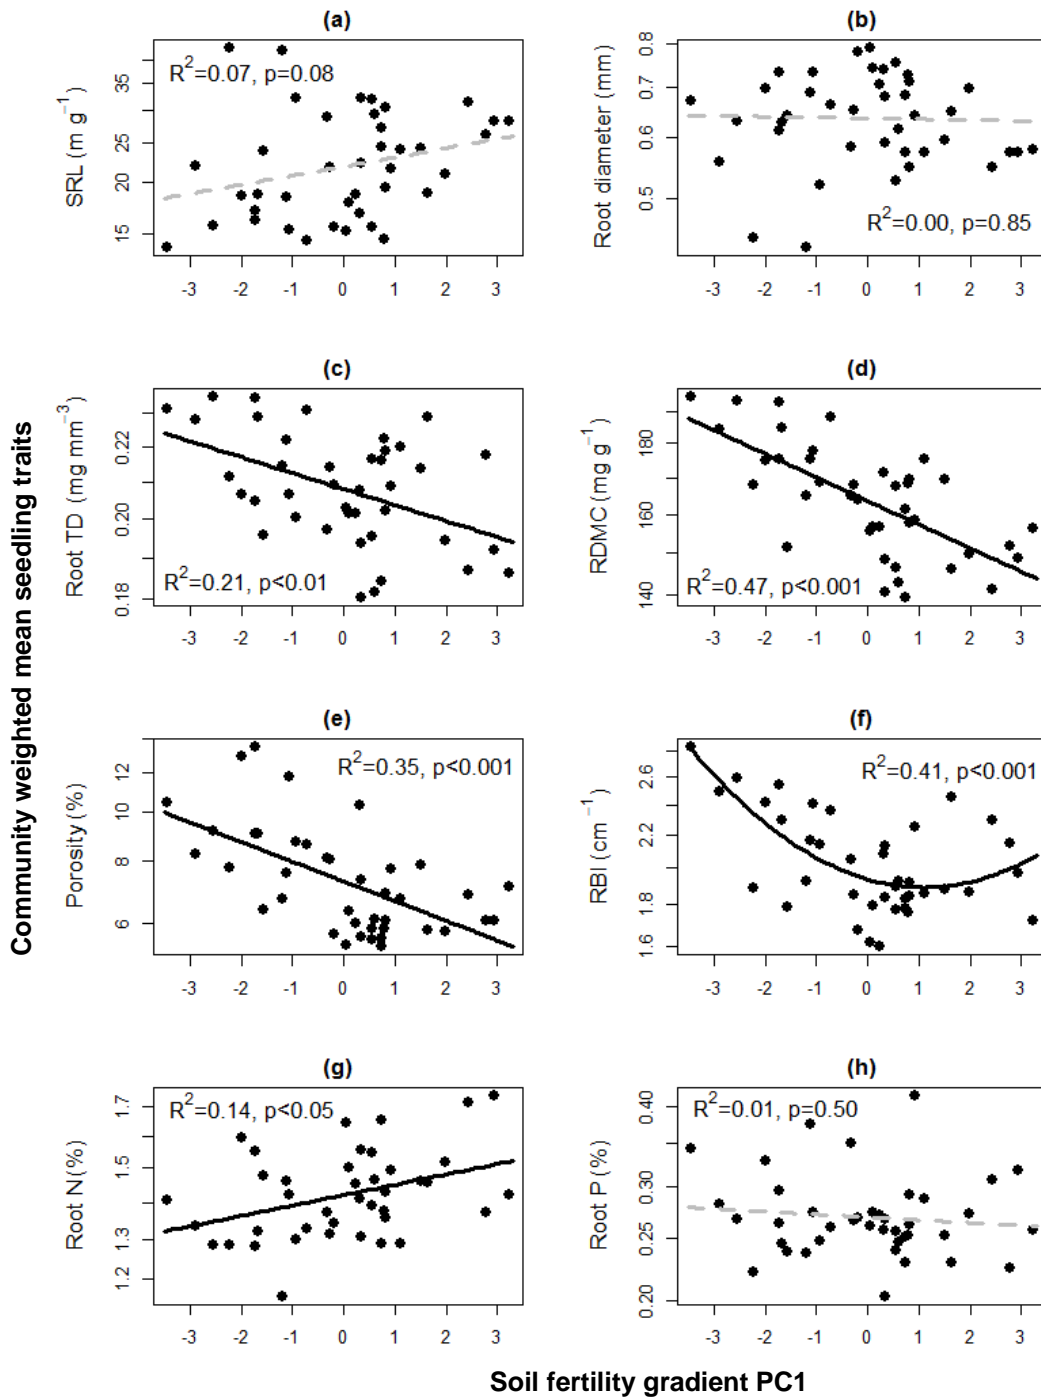 (a)
R²=0.07, p=0.08
SRL (m g⁻¹)
35
25
20
15
-3 -2 -1 0 1 2 3
(b)
R²=0.00, p=0.85
Root diameter (mm)
0.8
0.7
0.6
0.5
-3 -2 -1 0 1 2 3
(c)
R²=0.21, p<0.01
Root TD (mg mm⁻³)
0.22
0.20
0.18
-3 -2 -1 0 1 2 3
(d)
R²=0.47, p<0.001
RDMC (mg g⁻¹)
180
160
140
-3 -2 -1 0 1 2 3
(e)
R²=0.35, p<0.001
Porosity (%)
12
10
8
6
-3 -2 -1 0 1 2 3
(f)
R²=0.41, p<0.001
RBI (cm⁻¹)
2.6
2.2
1.8
1.6
-3 -2 -1 0 1 2 3
(g)
R²=0.14, p<0.05
Root N (%)
1.7
1.5
1.3
1.2
-3 -2 -1 0 1 2 3
(h)
R²=0.01, p=0.50
Root P (%)
0.40
0.30
0.25
0.20
-3 -2 -1 0 1 2 3
Community weighted mean seedling traits
Soil fertility gradient PC1